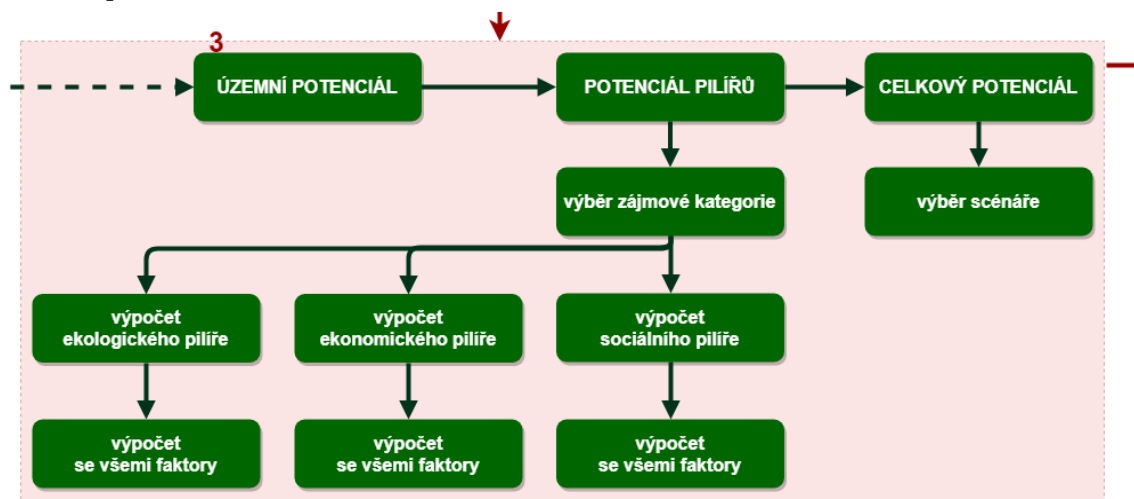 3
ÚZEMNÍ POTENCIÁL
POTENCIÁL PILÍŘŮ
CELKOVÝ POTENCIÁL
výběr zájmové kategorie
výběr scénáře
výpočet
ekologického pilíře
výpočet
ekonomického pilíře
výpočet
sociálního pilíře
výpočet
se všemi faktory
výpočet
se všemi faktory
výpočet
se všemi faktory